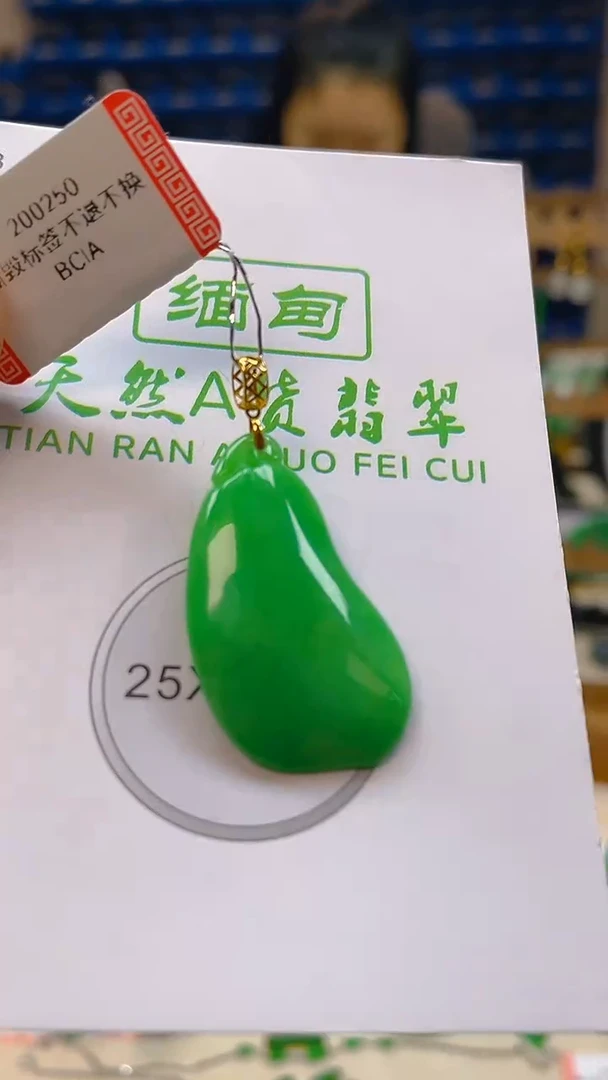 200250
毁标签不退不换
BCIA
缅甸
天然A货翡翠
TIAN RAN A HUO FEI CUI
25X